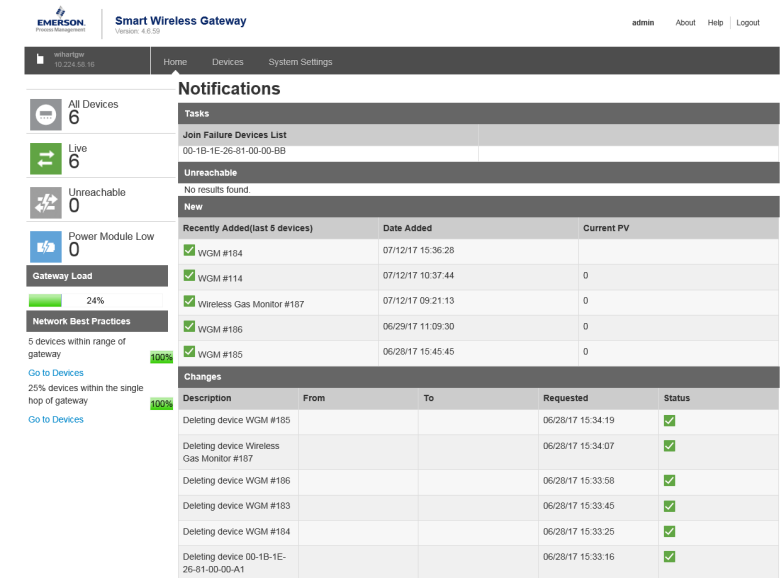 EMERSON.
Process Management
Smart Wireless Gateway
Version: 4.6.59
admin About Help Logout
wihartgw
10.224.58.16
Home Devices System Settings
All Devices
6
Live
6
Unreachable
0
Power Module Low
0
Gateway Load
24%
Network Best Practices
5 devices within range of
gateway 100%
Go to Devices
25% devices within the single
hop of gateway 100%
Go to Devices
Notifications
Tasks
Join Failure Devices List
00-1B-1E-26-81-00-00-BB
Unreachable
No results found.
New
Recently Added(last 5 devices) Date Added Current PV
WGM #184 07/12/17 15:36:28
WGM #114 07/12/17 10:37:44 0
Wireless Gas Monitor #187 07/12/17 09:21:13 0
WGM #186 06/29/17 11:09:30 0
WGM #185 06/28/17 15:45:45 0
Changes
Description From To Requested Status
Deleting device WGM #185 06/28/17 15:34:19
Deleting device Wireless 06/28/17 15:34:07
Gas Monitor #187
Deleting device WGM #186 06/28/17 15:33:58
Deleting device WGM #183 06/28/17 15:33:45
Deleting device WGM #184 06/28/17 15:33:25
Deleting device 00-1B-1E- 06/28/17 15:33:16
26-81-00-00-A1